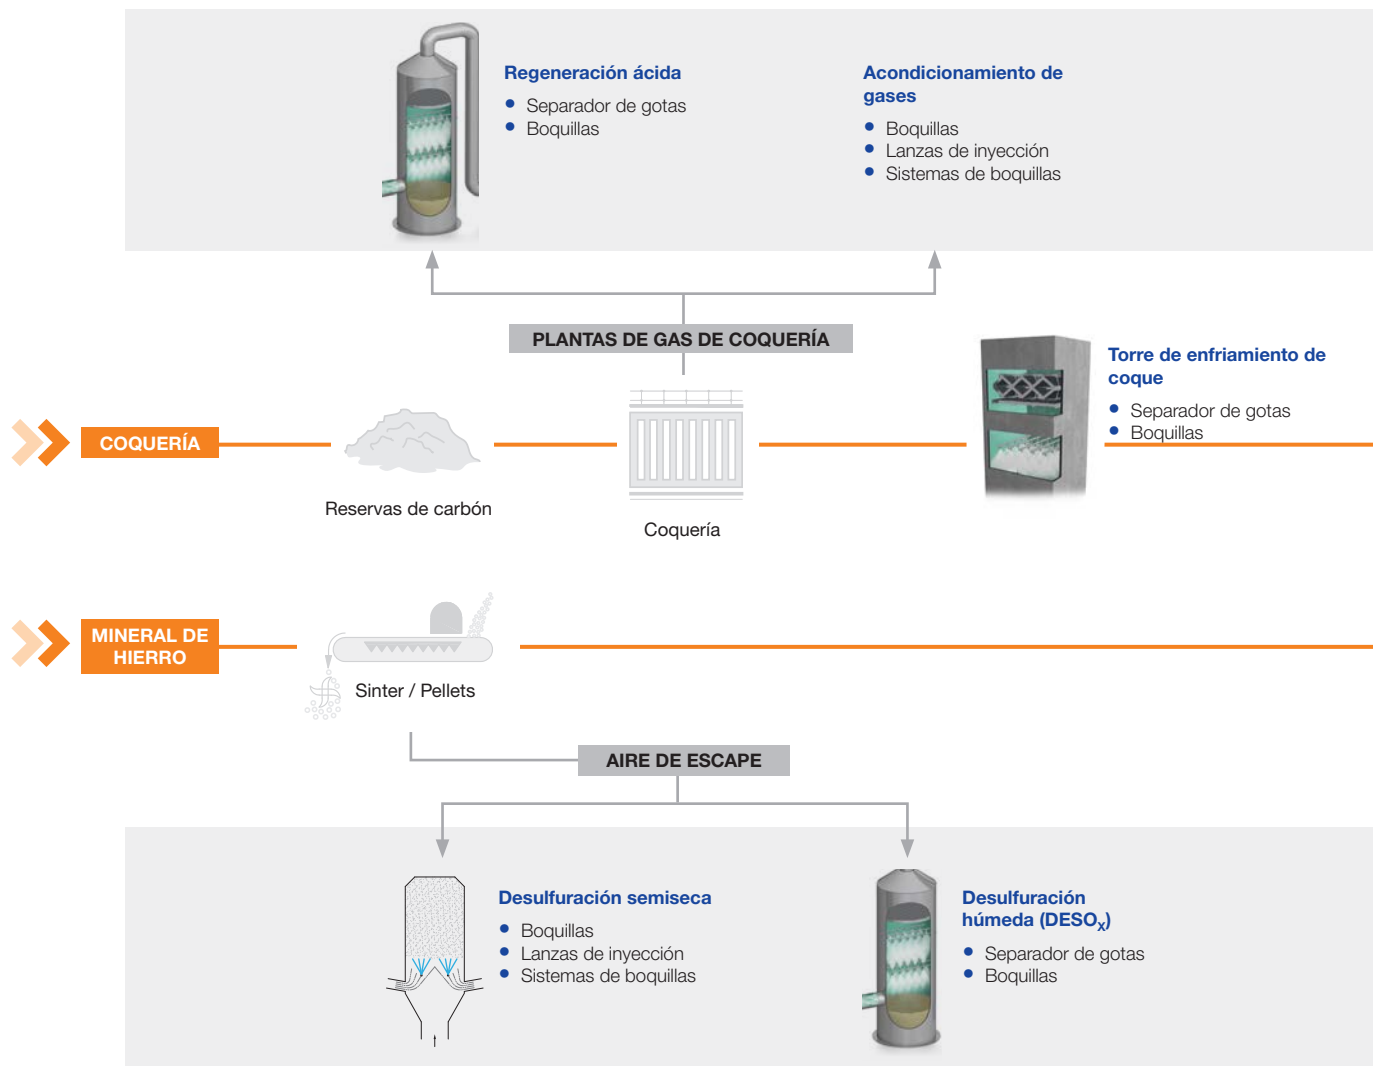 Regeneración ácida
• Separador de gotas
• Boquillas
Acondicionamiento de
gases
• Boquillas
• Lanzas de inyección
• Sistemas de boquillas
PLANTAS DE GAS DE COQUERÍA
Torre de enfriamiento de
coque
• Separador de gotas
• Boquillas
COQUERÍA
Reservas de carbón
Coquería
MINERAL DE
HIERRO
Sinter / Pellets
AIRE DE ESCAPE
Desulfuración semiseca
• Boquillas
• Lanzas de inyección
• Sistemas de boquillas
Desulfuración
húmeda (DESOX)
• Separador de gotas
• Boquillas